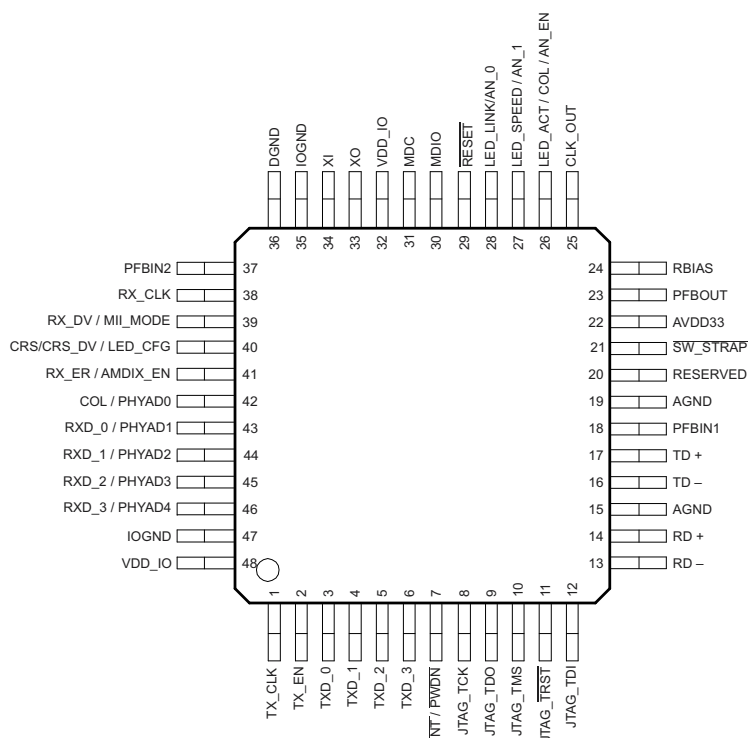 DGND
IOGND
XI
XO
VDD_IO
MDC
MDIO
RESET
LED_LINK/AN_0
LED_SPEED / AN_1
LED_ACT / COL / AN_EN
CLK_OUT
36
35
34
33
32
31
30
29
28
27
26
25
PFBIN2 37
RX_CLK 38
RX_DV / MII_MODE 39
CRS/CRS_DV / LED_CFG 40
RX_ER / AMDIX_EN 41
COL / PHYAD0 42
RXD_0 / PHYAD1 43
RXD_1 / PHYAD2 44
RXD_2 / PHYAD3 45
RXD_3 / PHYAD4 46
IOGND 47
VDD_IO 48
24 RBIAS
23 PFBOUT
22 AVDD33
21 SW_STRAP
20 RESERVED
19 AGND
18 PFBIN1
17 TD +
16 TD –
15 AGND
14 RD +
13 RD –
1
2
3
4
5
6
7
8
9
10
11
12
TX_CLK
TX_EN
TXD_0
TXD_1
TXD_2
TXD_3
NT / PWDN
JTAG_TCK
JTAG_TDO
JTAG_TMS
JTAG_TRST
JTAG_TDI